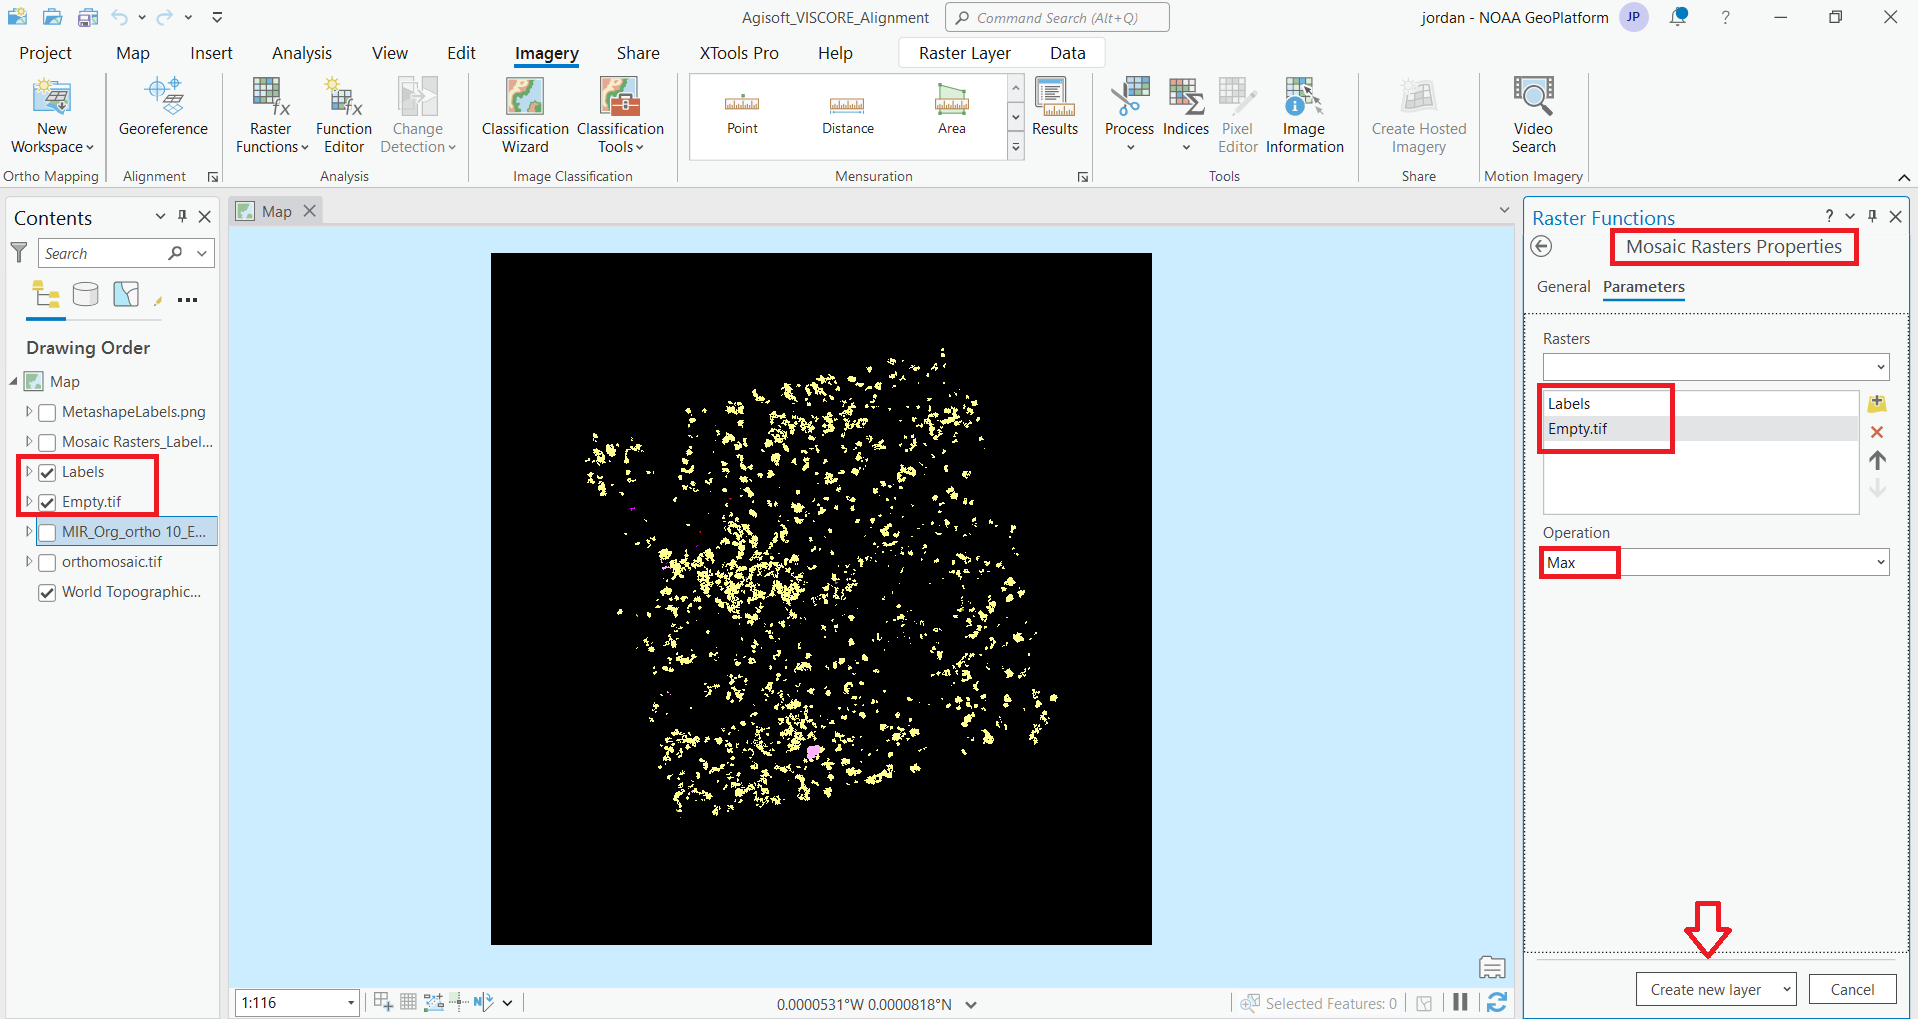 Agisoft_VISCORE_Alignment
Command Search (Alt+Q)
jordan - NOAA GeoPlatform
JP
?
Project Map Insert Analysis View Edit Imagery Share XTools Pro Help Raster Layer Data
New Workspace
Georeference
Raster Functions
Function Editor
Change Detection
Classification Wizard
Classification Tools
Point
Distance
Area
Results
Process
Indices
Pixel Editor
Image Information
Create Hosted Imagery
Video Search
Ortho Mapping
Alignment
Analysis
Image Classification
Mensuration
Tools
Share
Motion Imagery
Contents
Search
Drawing Order
Map
MetashapeLabels.png
Mosaic Rasters_Label...
Labels
Empty.tif
MIR_Org_ortho 10_E...
orthomosaic.tif
World Topographic...
Map
1:116
0.0000531°W 0.0000818°N
Selected Features: 0
Raster Functions
?
Mosaic Rasters Properties
General Parameters
Rasters
Labels
Empty.tif
Operation
Max
Create new layer
Cancel